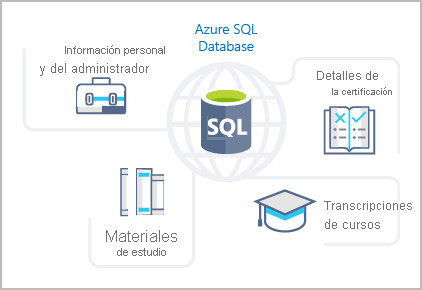 Azure SQL
Database
Información personal
y del administrador
Detalles de
la certificación
SQL
Materiales
de estudio
Transcripciones
de cursos